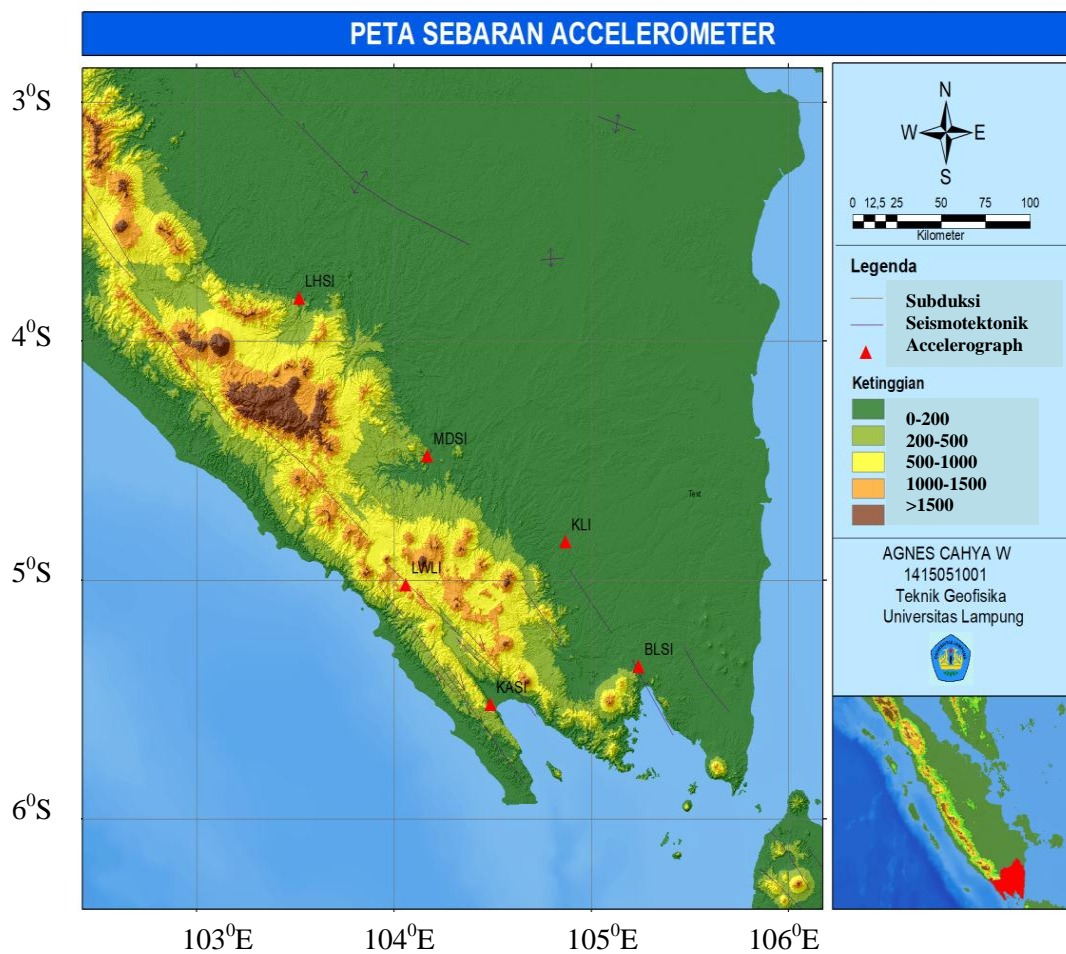 PETA SEBARAN ACCELEROMETER
3⁰S
4⁰S
5⁰S
6⁰S
103⁰E
104⁰E
105⁰E
106⁰E
LHSI
MDSI
KLI
LWLI
BLSI
KASI
Text
N
W
E
S
0 12,5 25 50 75 100
Kilometer
Legenda
Subduksi
Seismotektonik
Accelerograph
Ketinggian
0-200
200-500
500-1000
1000-1500
>1500
AGNES CAHYA W
1415051001
Teknik Geofisika
Universitas Lampung